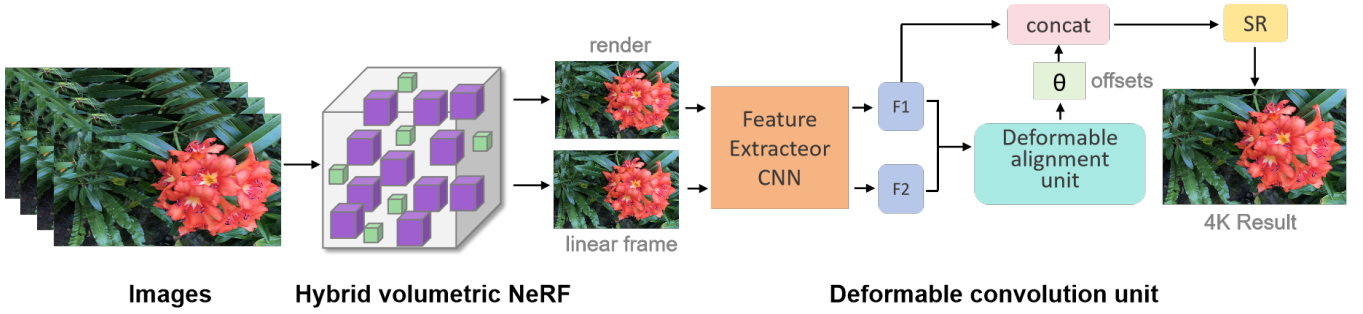 render
linear frame
Feature
Extracteor
CNN
F1
F2
concat
θ
offsets
Deformable
alignment
unit
SR
4K Result
Images
Hybrid volumetric NeRF
Deformable convolution unit